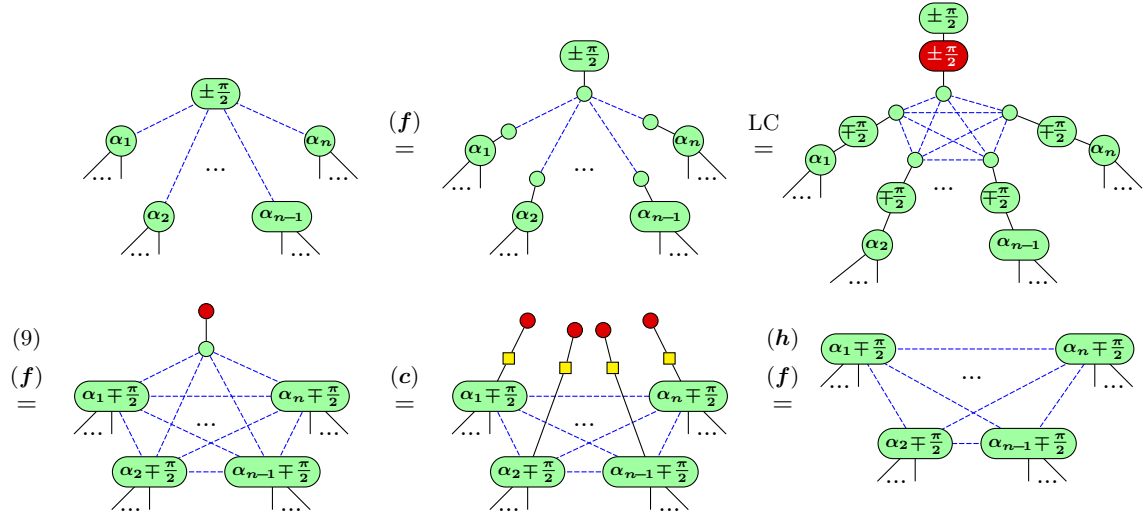 ± π/2
α₁ αₙ
...
α₂ αₙ₋₁
... ... ... ...
(f)
=
± π/2
α₁ αₙ
...
α₂ αₙ₋₁
... ... ... ...
LC
=
± π/2
± π/2
∓ π/2 ∓ π/2
α₁ αₙ
∓ π/2 ... ∓ π/2
α₂ αₙ₋₁
... ... ... ...
(9)
(f)
=
α₁ ∓ π/2 αₙ ∓ π/2
...
α₂ ∓ π/2 αₙ₋₁ ∓ π/2
... ... ... ...
(c)
=
α₁ ∓ π/2 αₙ ∓ π/2
...
α₂ ∓ π/2 αₙ₋₁ ∓ π/2
... ... ... ...
(h)
(f)
=
α₁ ∓ π/2 αₙ ∓ π/2
...
α₂ ∓ π/2 αₙ₋₁ ∓ π/2
... ... ... ...